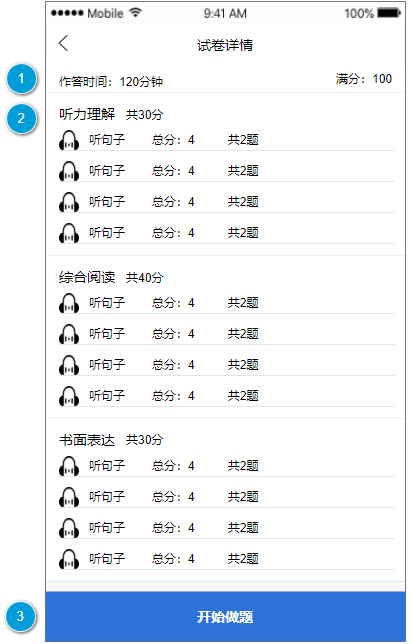 Mobile 9:41 AM 100%
试卷详情
1 作答时间：120分钟 满分：100
2 听力理解 共30分
听句子 总分：4 共2题
听句子 总分：4 共2题
听句子 总分：4 共2题
听句子 总分：4 共2题
综合阅读 共40分
听句子 总分：4 共2题
听句子 总分：4 共2题
听句子 总分：4 共2题
听句子 总分：4 共2题
书面表达 共30分
听句子 总分：4 共2题
听句子 总分：4 共2题
听句子 总分：4 共2题
听句子 总分：4 共2题
3 开始做题